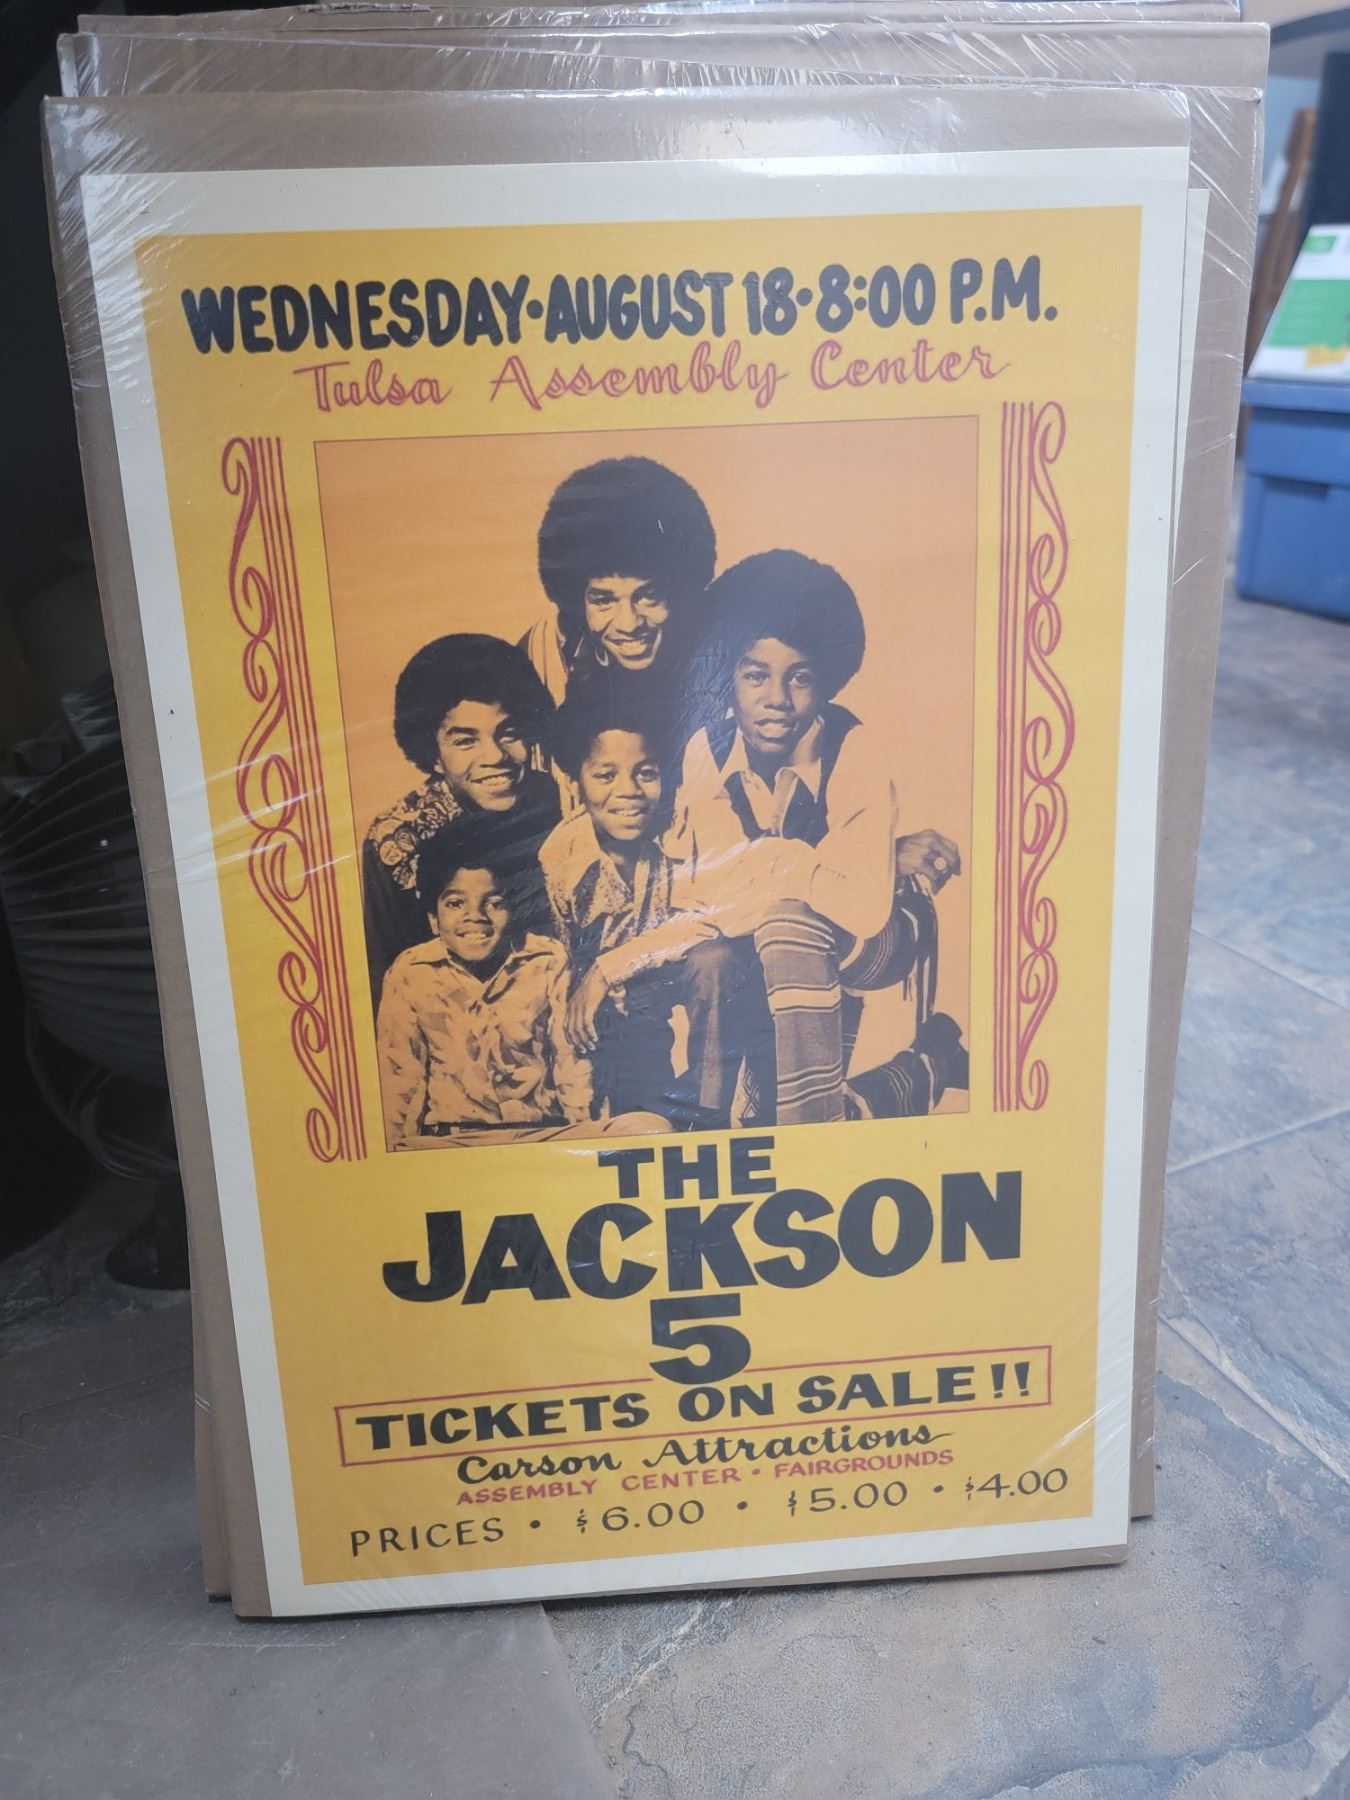 WEDNESDAY•AUGUST 18•8:00 P.M.
Tulsa Assembly Center
THE
JACKSON
5
TICKETS ON SALE!!
Carson Attractions
ASSEMBLY CENTER • FAIRGROUNDS
PRICES • $6.00 • $5.00 • $4.00